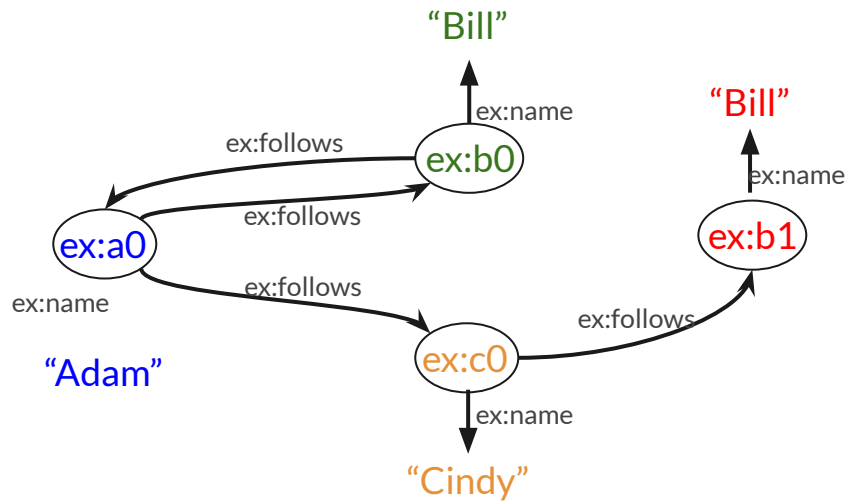 “Bill”
“Bill”
ex:name
ex:follows
ex:b0
ex:name
ex:follows
ex:a0
ex:b1
ex:name
ex:follows
ex:follows
ex:c0
“Adam”
ex:name
“Cindy”